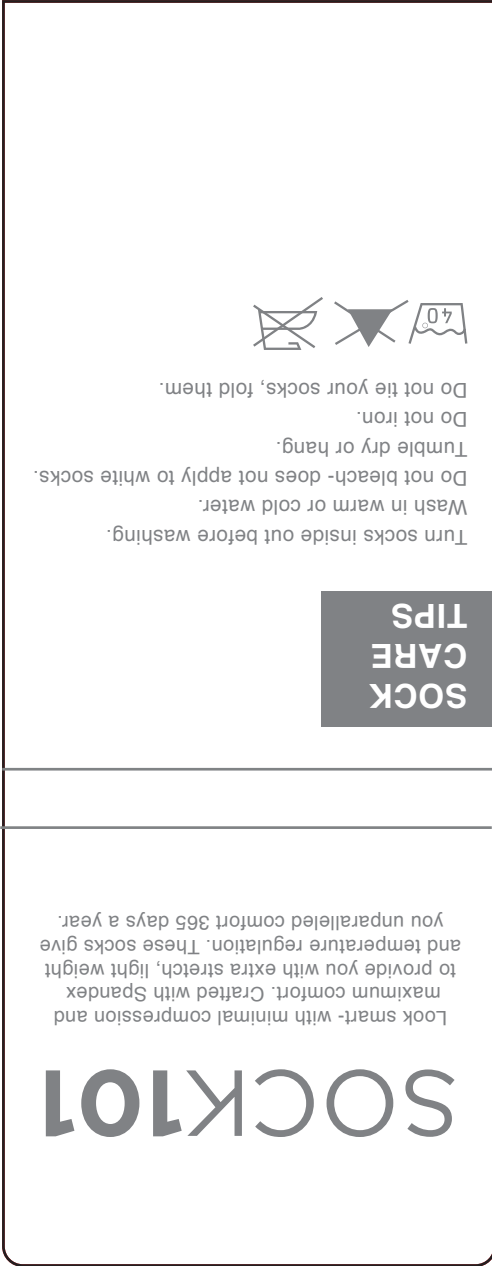 SOCK101
Look smart- with minimal compression and
maximum comfort. Crafted with Spandex
to provide you with extra stretch, light weight
and temperature regulation. These socks give
you unparalleled comfort 365 days a year.
SOCK
CARE
TIPS
Turn socks inside out before washing.
Wash in warm or cold water.
Do not bleach- does not apply to white socks.
Tumble dry or hang.
Do not iron.
Do not tie your socks, fold them.
40°